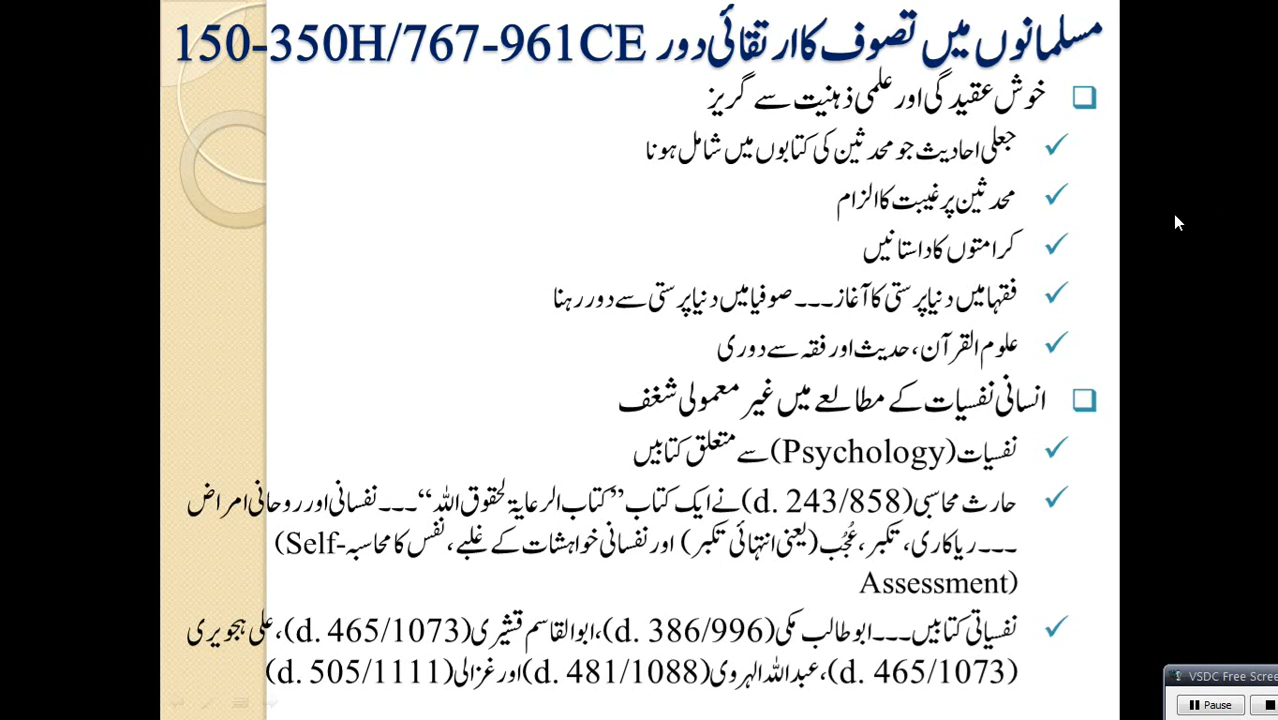 مسلمانوں میں تصوف کا ارتقائی دور 150-350H/767-961CE
خوش عقیدگی اور علمی ذہنیت سے گریز
جعلی احادیث جو محدثین کی کتابوں میں شامل ہونا
محدثین پر غیبت کا الزام
کرامتوں کا داستانیں
فقہا میں دنیا پرستی کا آغاز۔۔۔ صوفیا میں دنیا پرستی سے دور رہنا
علوم القرآن، حدیث اور فقہ سے دوری
انسانی نفسیات کے مطالعے میں غیر معمولی شغف
نفسیات (Psychology) سے متعلق کتابیں
حارث محاسبی (d. 243/858) نے ایک کتاب ”کتاب الرعایۃ لحقوق اللہ“ ۔۔۔ نفسانی اور روحانی امراض
۔۔۔ ریاکاری، تکبر، عُجُب (یعنی انتہائی تکبر) اور نفسانی خواہشات کے غلبے، نفس کا محاسبہ (Self-
Assessment)
نفسیاتی کتابیں۔۔۔ ابو طالب مکی (d. 386/996)، ابوالقاسم قشیری (d. 465/1073)، علی ہجویری
(d. 465/1073)، عبداللہ الہروی (d. 481/1088) اور غزالی (d. 505/1111)
VSDC Free Scree
Pause